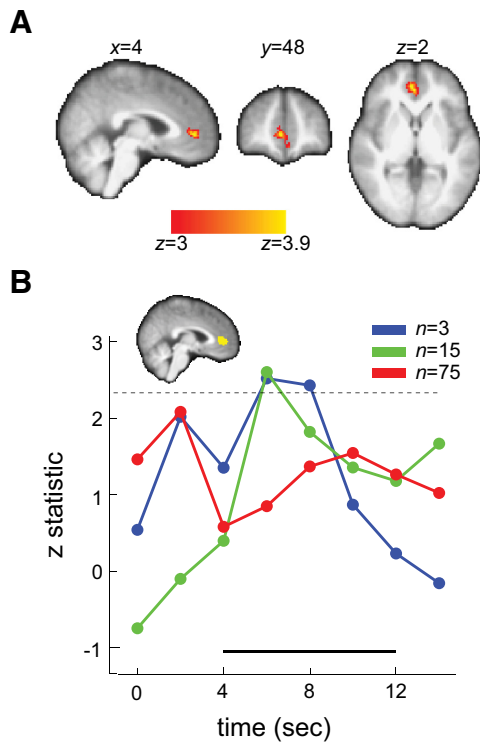 A
x=4 y=48 z=2
z=3 z=3.9
B
n=3
n=15
n=75
3
2
1
0
-1
z statistic
0 4 8 12
time (sec)